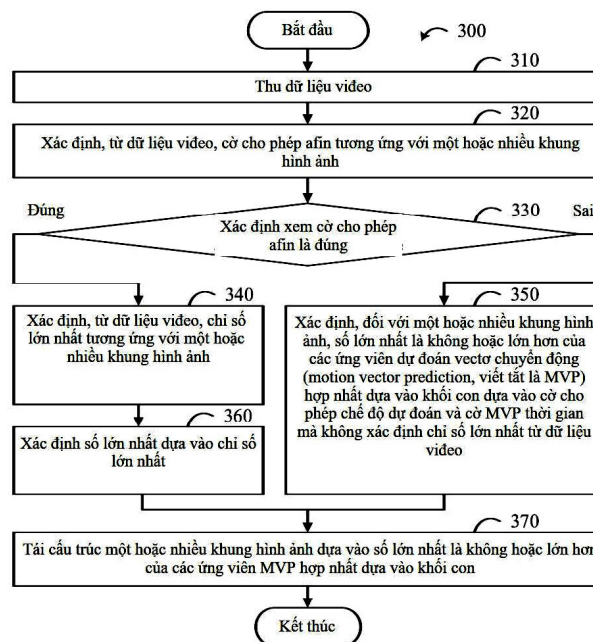 Bắt đầu
300
310
Thu dữ liệu viđeo
320
Xác định, từ dữ liệu viđeo, cờ cho phép afin tương ứng với một hoặc nhiều khung
hình ảnh
Đúng
330
Sai
Xác định xem cờ cho phép
afin là đúng
340
Xác định, từ dữ liệu viđeo, chỉ số
lớn nhất tương ứng với một hoặc
nhiều khung hình ảnh
350
Xác định, đối với một hoặc nhiều khung hình
ảnh, số lớn nhất là không hoặc lớn hơn của
các ứng viên dự đoán vectơ chuyển động
(motion vector prediction, viết tắt là MVP)
hợp nhất dựa vào khối con dựa vào cờ cho
phép chế độ dự đoán và cờ MVP thời gian
mà không xác định chỉ số lớn nhất từ dữ liệu
viđeo
360
Xác định số lớn nhất dựa vào chỉ số
lớn nhất
370
Tái cấu trúc một hoặc nhiều khung hình ảnh dựa vào số lớn nhất là không hoặc lớn hơn
của các ứng viên MVP hợp nhất dựa vào khối con
Kết thúc